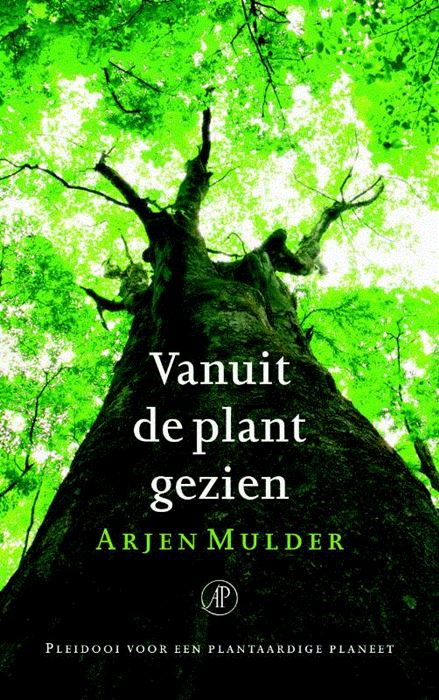 Vanuit
de plant
gezien
ARJEN MULDER
AP
PLEIDOOI VOOR EEN PLANTAARDIGE PLANEET